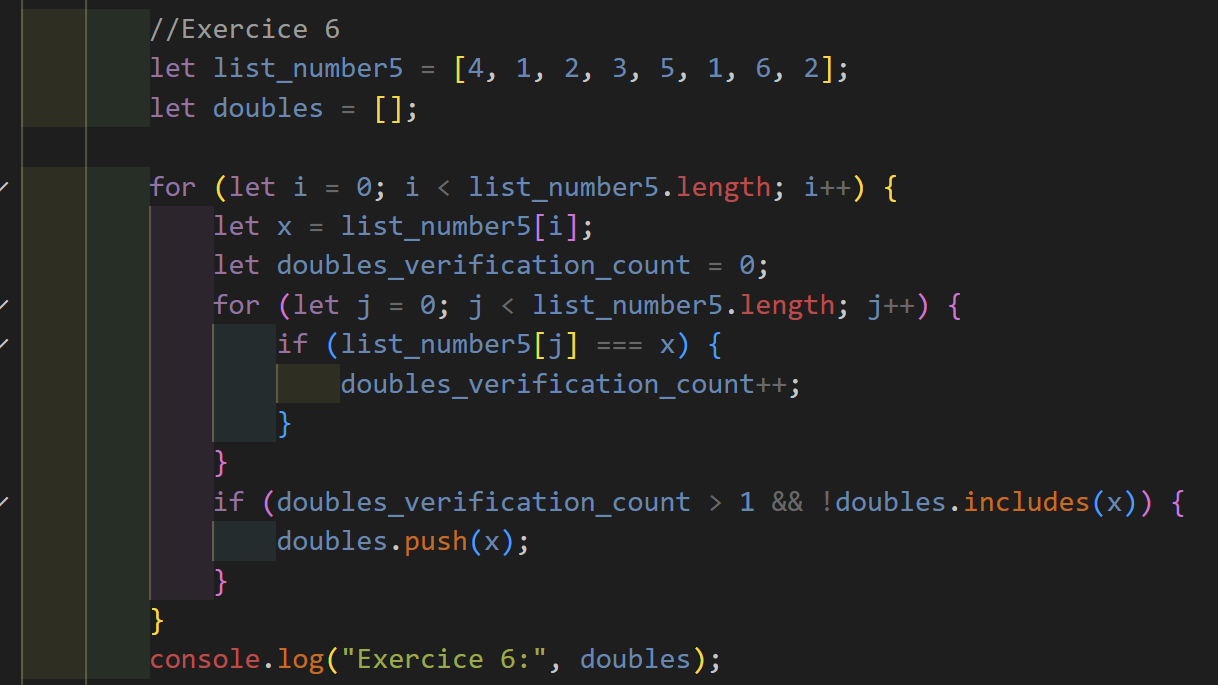 //Exercice 6
let list_number5 = [4, 1, 2, 3, 5, 1, 6, 2];
let doubles = [];
for (let i = 0; i < list_number5.length; i++) {
let x = list_number5[i];
let doubles_verification_count = 0;
for (let j = 0; j < list_number5.length; j++) {
if (list_number5[j] === x) {
doubles_verification_count++;
}
}
if (doubles_verification_count > 1 && !doubles.includes(x)) {
doubles.push(x);
}
}
console.log("Exercice 6:", doubles);